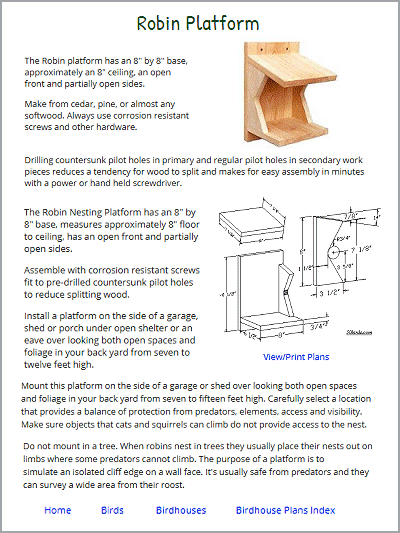 Robin Platform
The Robin platform has an 8" by 8" base,
approximately an 8" ceiling, an open
front and partially open sides.
Make from cedar, pine, or almost any
softwood. Always use corrosion resistant
screws and other hardware.
Drilling countersunk pilot holes in primary and regular pilot holes in secondary work
pieces reduces a tendency for wood to split and makes for easy assembly in minutes
with a power or hand held screwdriver.
The Robin Nesting Platform has an 8" by
8" base, measures approximately 8" floor
to ceiling, has an open front and partially
open sides.
Assemble with corrosion resistant screws
fit to pre-drilled countersunk pilot holes
to reduce splitting wood.
Install a platform on the side of a garage,
shed or porch under open shelter or an
eave over looking both open spaces and
foliage in your back yard from seven to
twelve feet high.
7 1/8"
3 1/2"
3/4"
View/Print Plans
Mount this platform on the side of a garage or shed over looking both open spaces
and foliage in your back yard from seven to fifteen feet high. Carefully select a location
that provides a balance of protection from predators, elements, access and visibility.
Make sure objects that cats and squirrels can climb do not provide access to the nest.
Do not mount in a tree. When robins nest in trees they usually place their nests out on
limbs where some predators cannot climb. The purpose of a platform is to
simulate an isolated cliff edge on a wall face. It's usually safe from predators and they
can survey a wide area from their roost.
Home Birds Birdhouses Birdhouse Plans Index